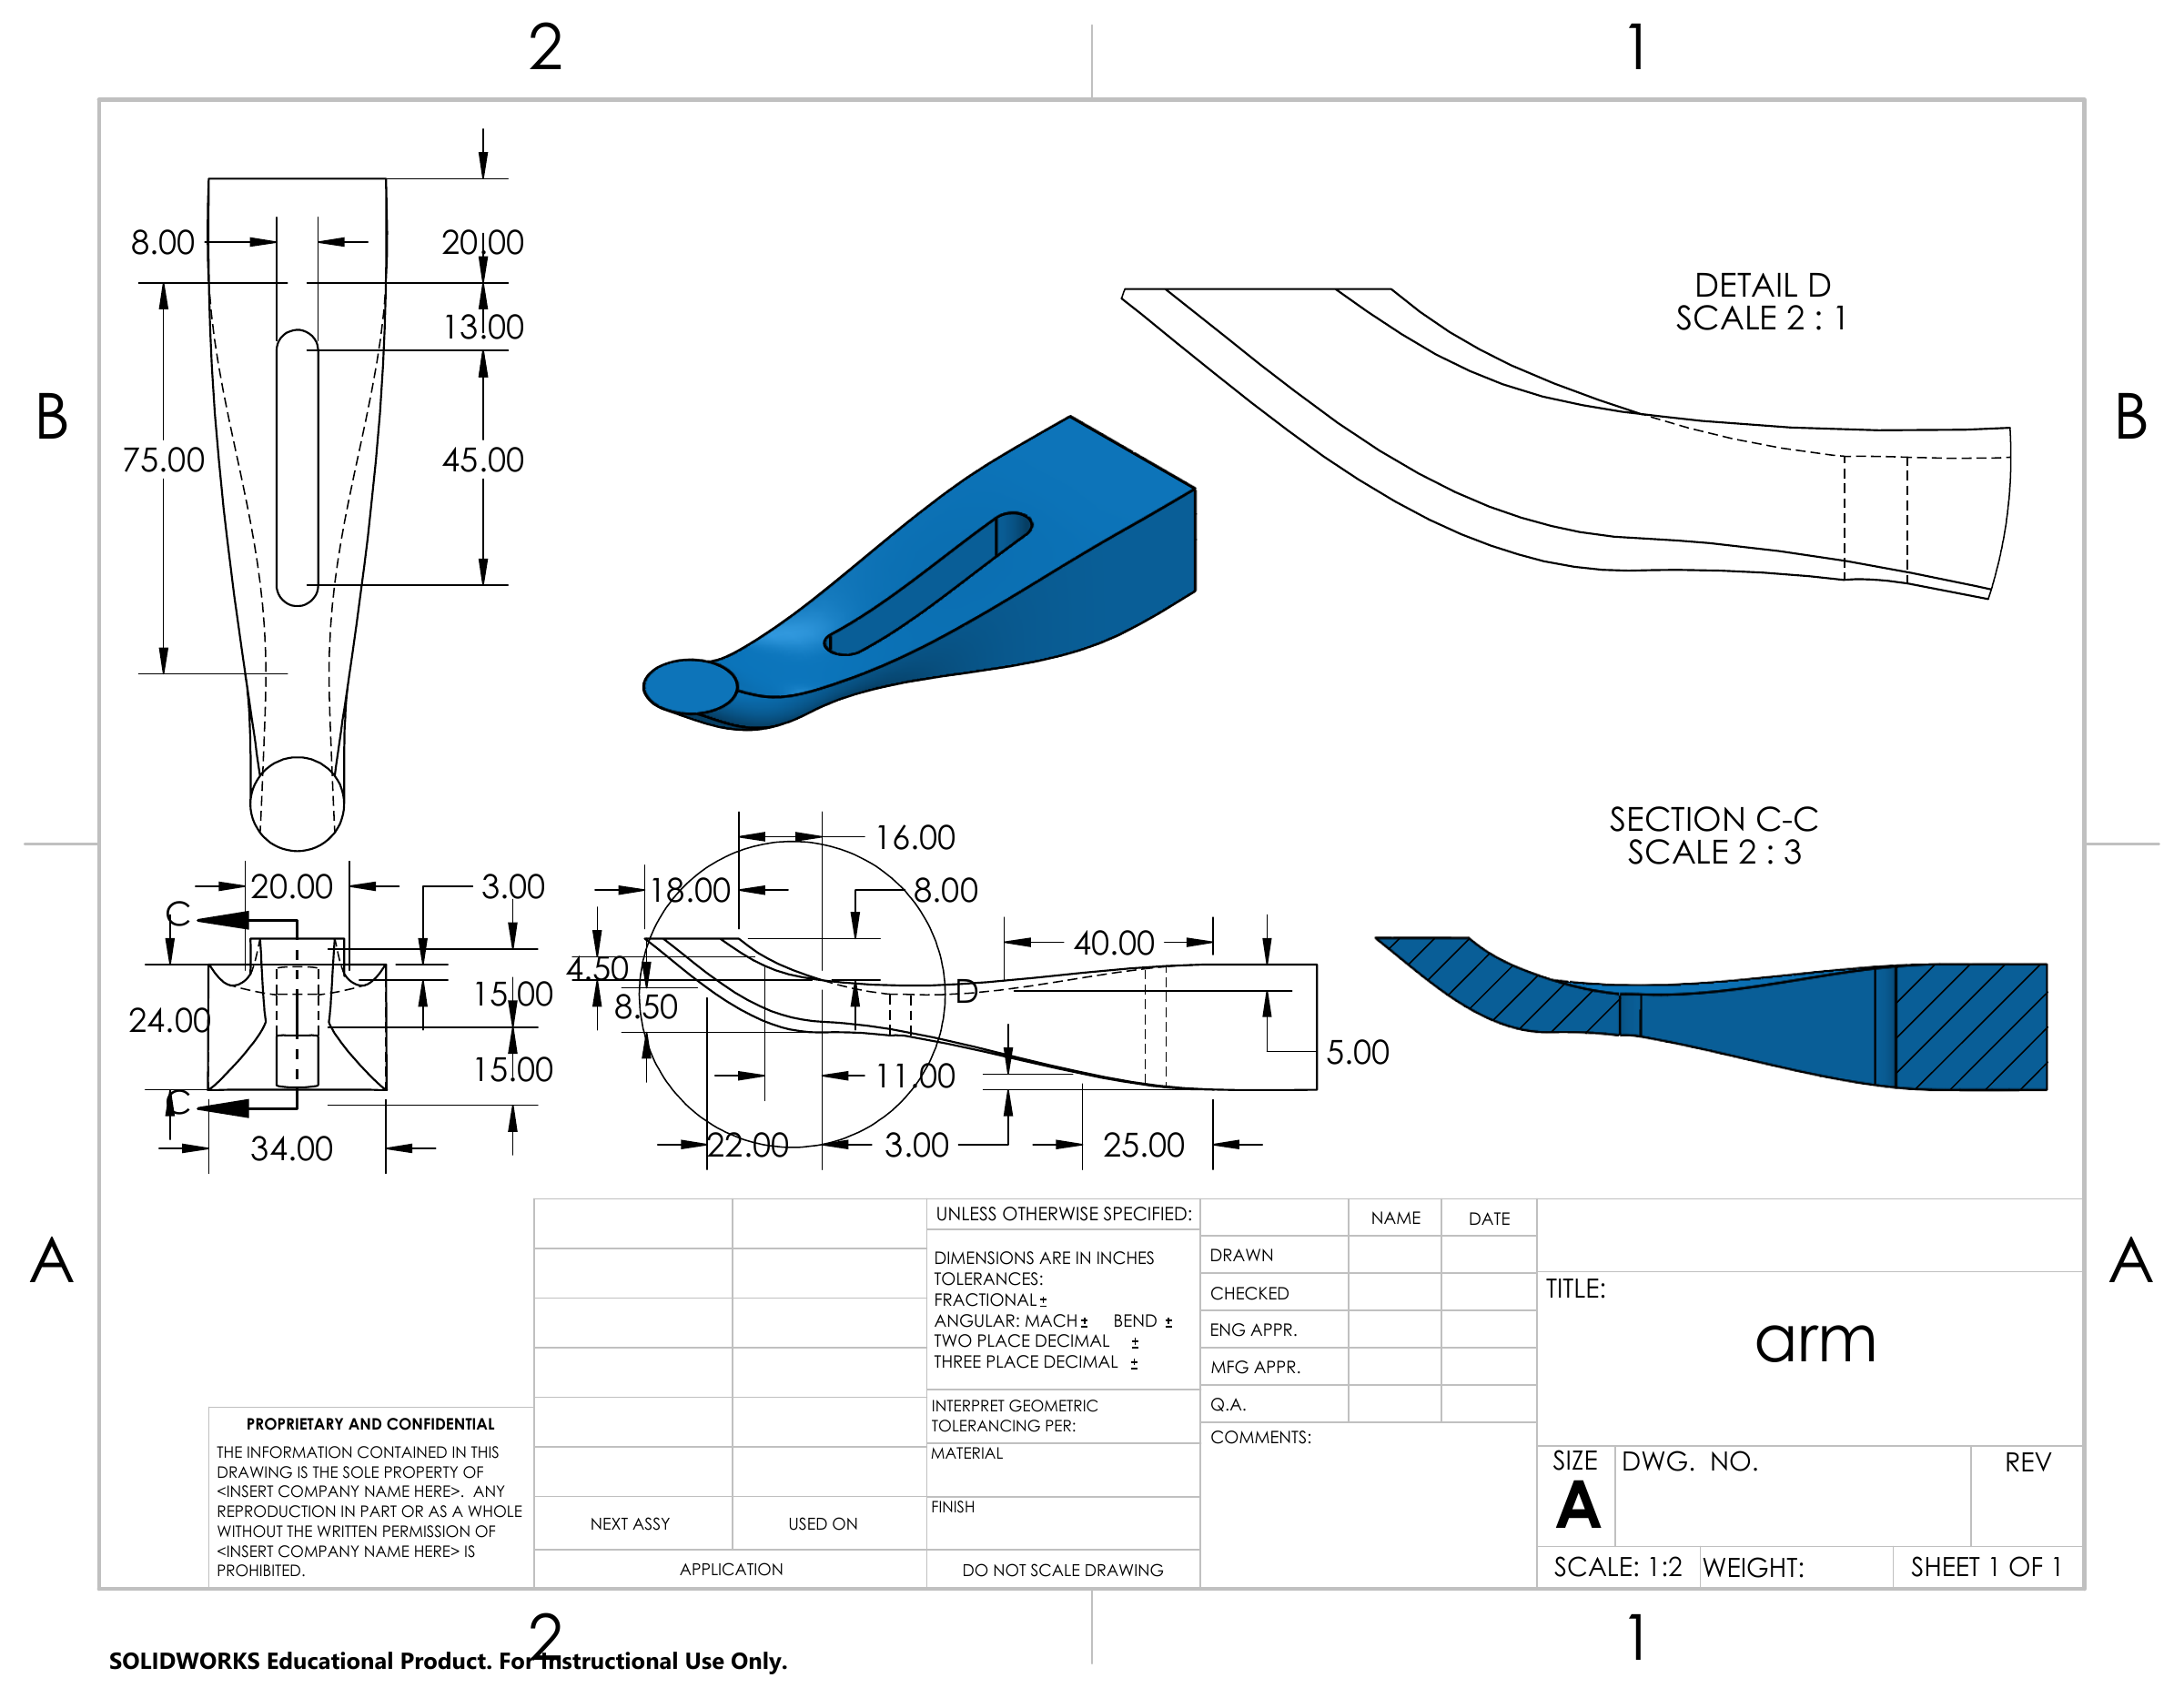 2
1
B
B
8.00
20.00
13.00
75.00
45.00
DETAIL D
SCALE 2 : 1
SECTION C-C
SCALE 2 : 3
16.00
20.00
3.00
18.00
8.00
C
40.00
4.50
D
15.00
8.50
24.00
5.00
15.00
11.00
C
34.00
22.00
3.00
25.00
A
A
UNLESS OTHERWISE SPECIFIED:
DIMENSIONS ARE IN INCHES
TOLERANCES:
FRACTIONAL ±
ANGULAR: MACH ± BEND ±
TWO PLACE DECIMAL ±
THREE PLACE DECIMAL ±
INTERPRET GEOMETRIC
TOLERANCING PER:
MATERIAL
FINISH
DO NOT SCALE DRAWING
NAME
DATE
DRAWN
CHECKED
ENG APPR.
MFG APPR.
Q.A.
COMMENTS:
TITLE:
arm
SIZE
A
DWG. NO.
REV
SCALE: 1:2
WEIGHT:
SHEET 1 OF 1
PROPRIETARY AND CONFIDENTIAL
THE INFORMATION CONTAINED IN THIS
DRAWING IS THE SOLE PROPERTY OF
<INSERT COMPANY NAME HERE>. ANY
REPRODUCTION IN PART OR AS A WHOLE
WITHOUT THE WRITTEN PERMISSION OF
<INSERT COMPANY NAME HERE> IS
PROHIBITED.
NEXT ASSY
USED ON
APPLICATION
2
1
SOLIDWORKS Educational Product. For Instructional Use Only.